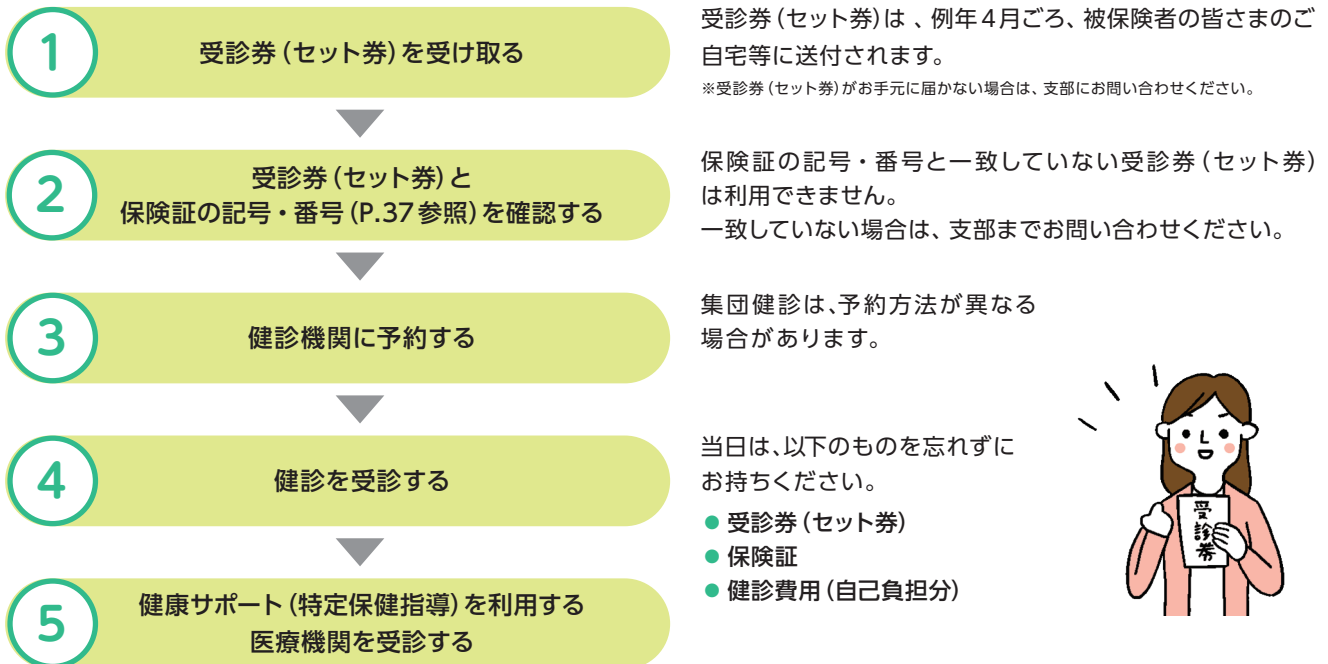 1
受診券(セット券)を受け取る
受診券(セット券)は、例年4月ごろ、被保険者の皆さまのご
自宅等に送付されます。
※受診券(セット券)がお手元に届かない場合は、支部にお問い合わせください。
2
受診券(セット券)と
保険証の記号・番号(P.37参照)を確認する
保険証の記号・番号と一致していない受診券(セット券)
は利用できません。
一致していない場合は、支部までお問い合わせください。
3
健診機関に予約する
集団健診は、予約方法が異なる
場合があります。
4
健診を受診する
当日は、以下のものを忘れずに
お持ちください。
●受診券(セット券)
●保険証
●健診費用(自己負担分)
受診券
5
健康サポート(特定保健指導)を利用する
医療機関を受診する